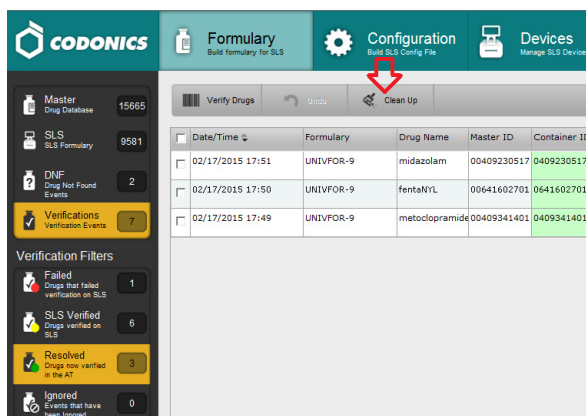 CODONICS
Formulary
Build formulary for SLS
Configuration
Build SLS Config File
Devices
Manage SLS Device
Master
Drug Database
15665
SLS
SLS Formulary
9581
DNF
Drug Not Found
Events
2
Verifications
Verification Events
7
Verification Filters
Failed
Drugs that failed
verification on SLS
1
SLS Verified
Drugs verified on
SLS
6
Resolved
Drugs now verified
in the AT
3
Ignored
Events that have
been Ignored
0
Verify Drugs
Undo
Clean Up
Date/Time Formulary Drug Name Master ID Container ID
02/17/2015 17:51 UNIVFOR-9 midazolam 00409230517 0409230517
02/17/2015 17:50 UNIVFOR-9 fentaNYL 00641602701 0641602701
02/17/2015 17:49 UNIVFOR-9 metoclopramide 00409341401 0409341401